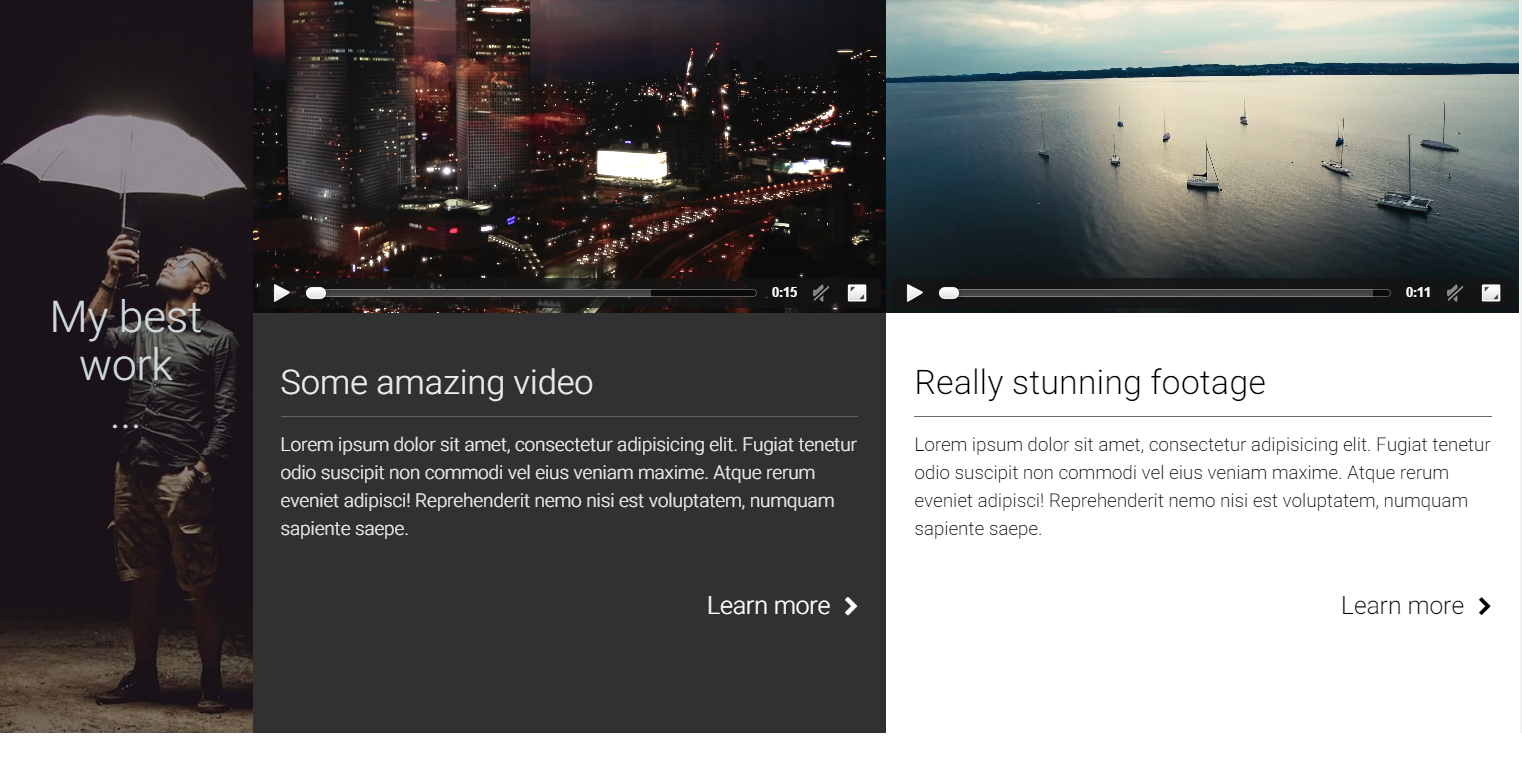 My best
work
...
0:15
Some amazing video
Lorem ipsum dolor sit amet, consectetur adipisicing elit. Fugiat tenetur
odio suscipit non commodi vel eius veniam maxime. Atque rerum
eveniet adipisci! Reprehenderit nemo nisi est voluptatem, numquam
sapiente saepe.
Learn more
0:11
Really stunning footage
Lorem ipsum dolor sit amet, consectetur adipisicing elit. Fugiat tenetur
odio suscipit non commodi vel eius veniam maxime. Atque rerum
eveniet adipisci! Reprehenderit nemo nisi est voluptatem, numquam
sapiente saepe.
Learn more